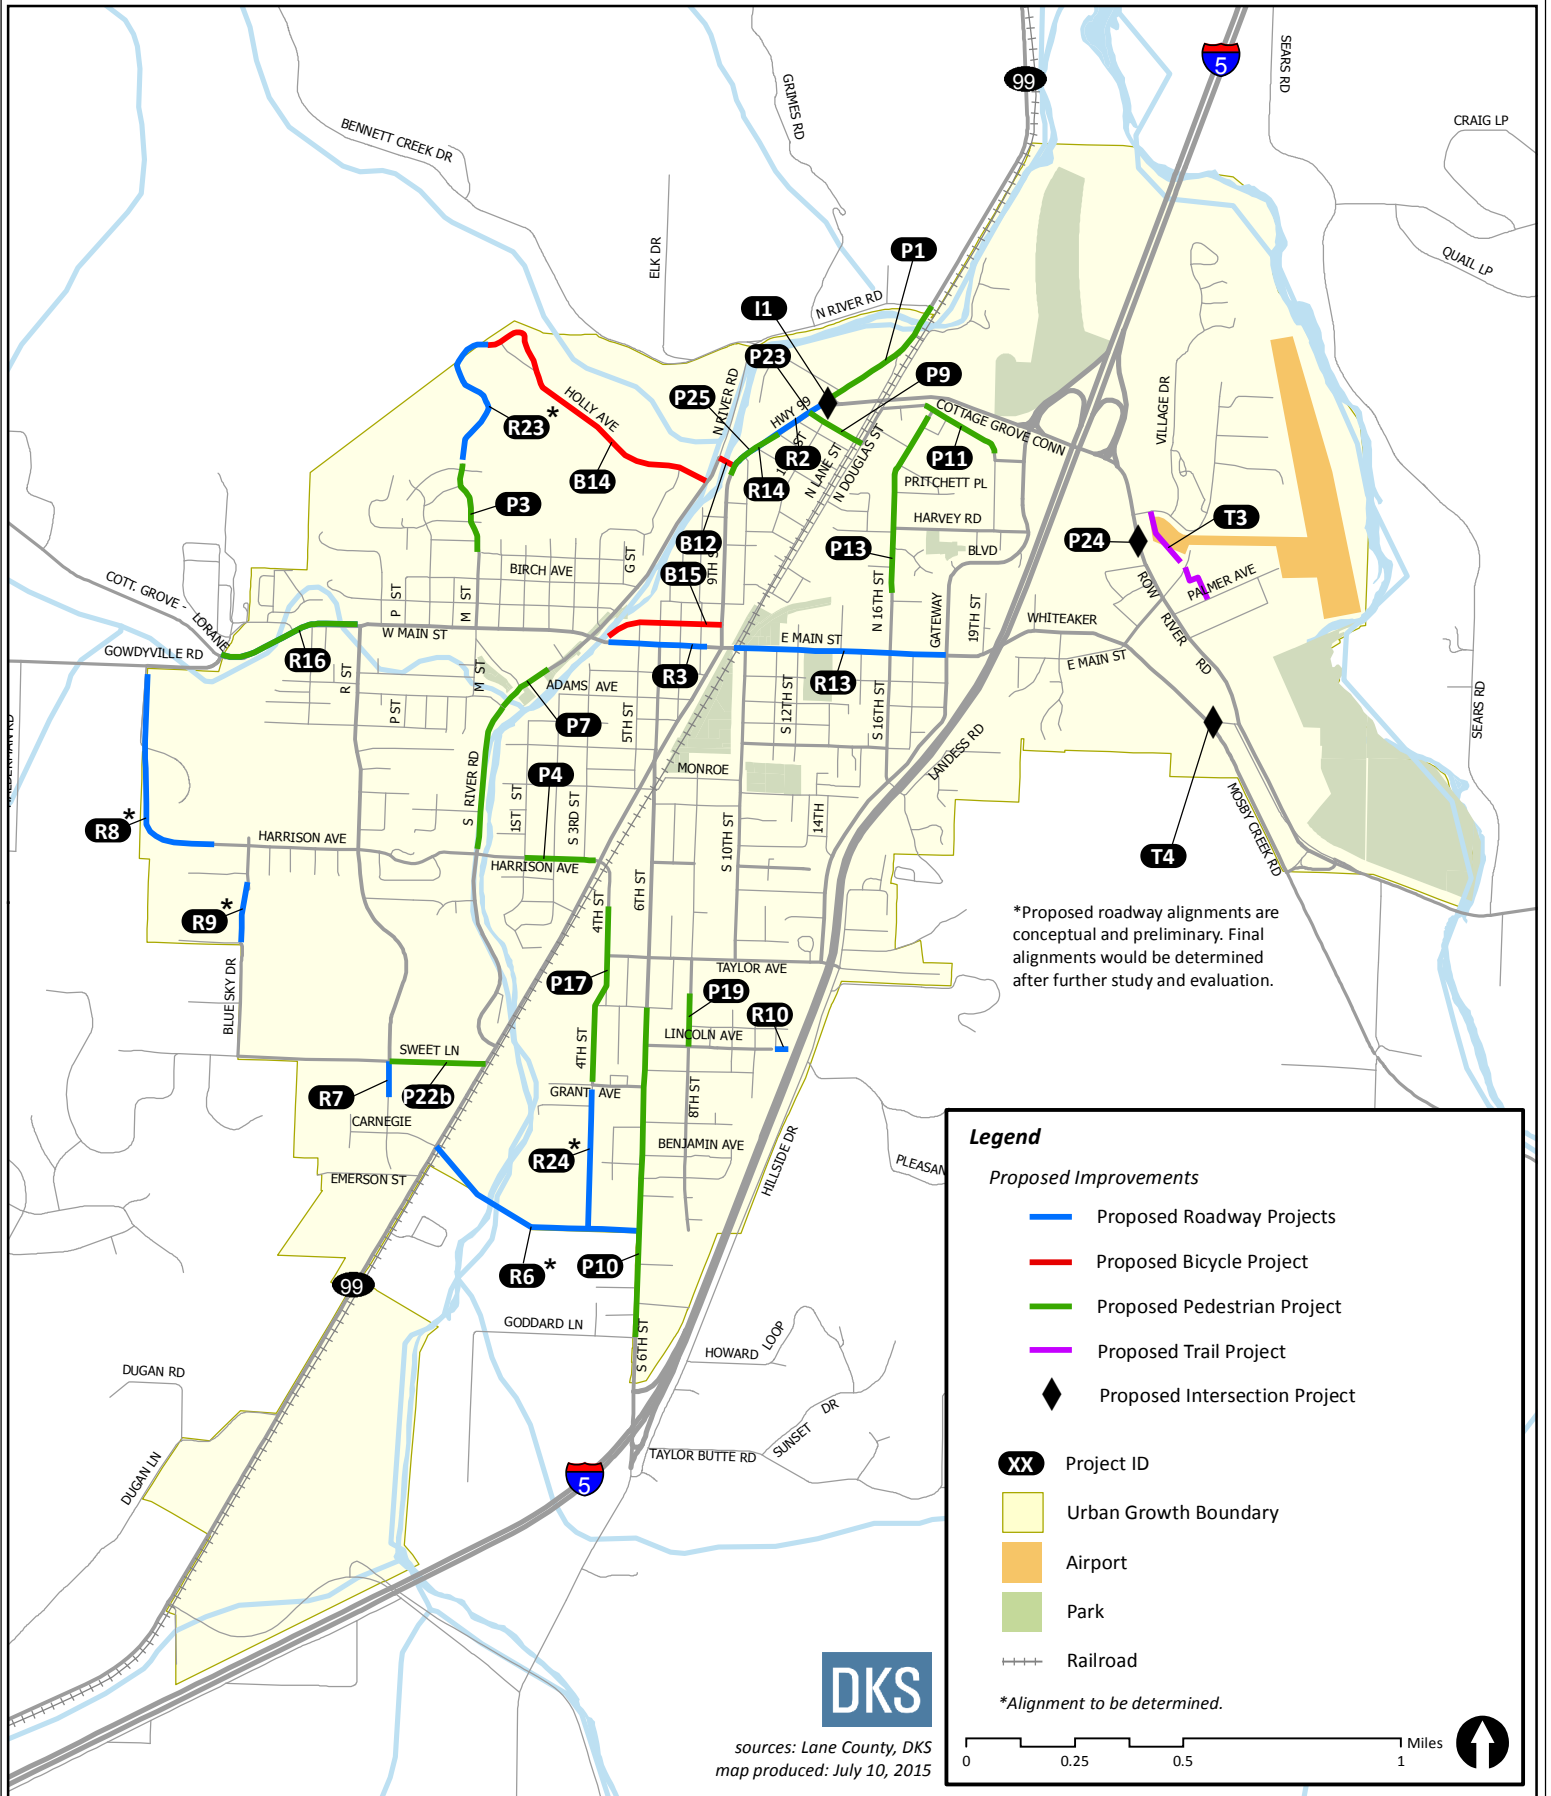 5
99
SEARS RD
CRAIG LP
GRIMES RD
BENNETT CREEK DR
QUAIL LP
ELK DR
P1
N RIVER RD
I1
P23
P9
P25
N RIVER RD
HWY 99
VILLAGE DR
HOLLY AVE
COTTAGE GROVE CONN
R23*
R2
P11
N LANE ST
N DOUGLAS ST
B14
R14
PRITCHETT PL
P3
HARVEY RD
T3
B12
P13
P24
BLVD
G ST
BIRCH AVE
9TH S
B15
COTT. GROVE - LORANE
P ST
M ST
N 16TH ST
GATEWAY
19TH ST
ROW RIVER RD
PALMER AVE
WHITEAKER
W MAIN ST
E MAIN ST
GOWDYVILLE RD
R16
R ST
M ST
R3
R13
E MAIN ST
ADAMS AVE
P ST
P7
5TH ST
S 12TH ST
S 16TH ST
SEARS RD
LANDESS RD
MONROE
P4
S RIVER RD
1ST ST
S 3RD ST
14TH
S 10TH ST
MOSBY CREEK RD
R8*
HARRISON AVE
HARRISON AVE
T4
6TH ST
4TH ST
R9*
*Proposed roadway alignments are
conceptual and preliminary. Final
alignments would be determined
after further study and evaluation.
TAYLOR AVE
P17
P19
BLUE SKY DR
R10
LINCOLN AVE
4TH ST
SWEET LN
R7
P22b
GRANT AVE
8TH ST
CARNEGIE
BENJAMIN AVE
R24*
HILLSIDE DR
PLEASAN
EMERSON ST
R6*
P10
99
GODDARD LN
S 6TH ST
HOWARD LOOP
DUGAN RD
SUNSET DR
TAYLOR BUTTE RD
DUGAN LN
5
Legend
Proposed Improvements
Proposed Roadway Projects
Proposed Bicycle Project
Proposed Pedestrian Project
Proposed Trail Project
Proposed Intersection Project
XX Project ID
Urban Growth Boundary
Airport
Park
Railroad
*Alignment to be determined.
Miles
0 0.25 0.5 1
DKS
sources: Lane County, DKS
map produced: July 10, 2015